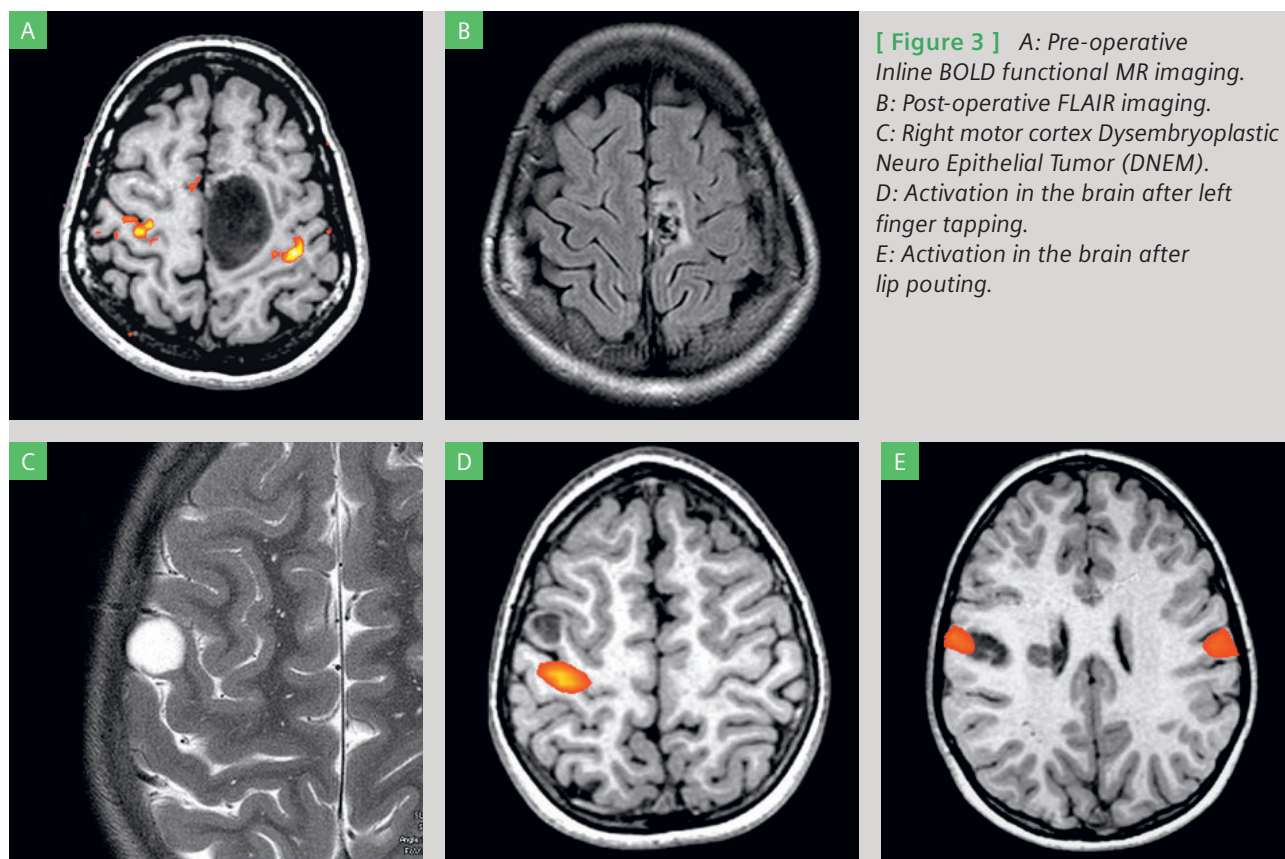 A
B
[ Figure 3 ] A: Pre-operative
Inline BOLD functional MR imaging.
B: Post-operative FLAIR imaging.
C: Right motor cortex Dysembryoplastic
Neuro Epithelial Tumor (DNEM).
D: Activation in the brain after left
finger tapping.
E: Activation in the brain after
lip pouting.
C
D
E